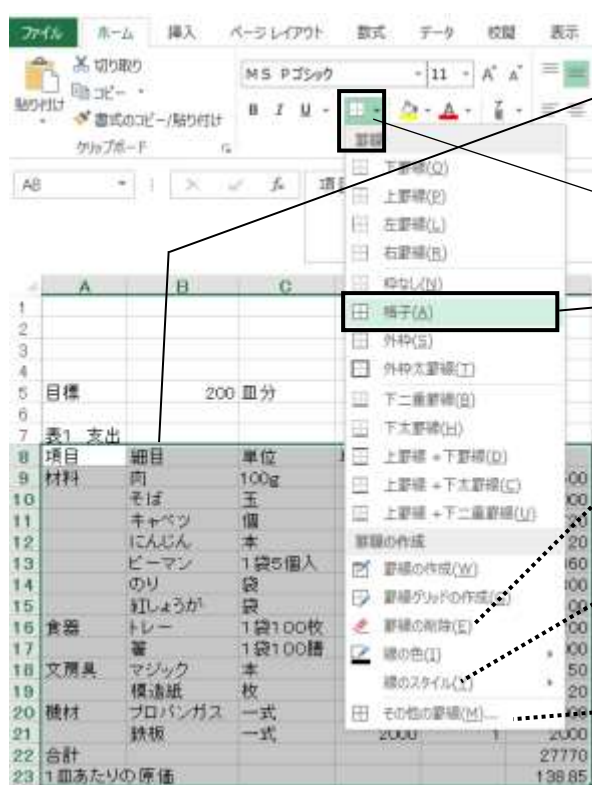 ファイル ホーム 挿入 ページレイアウト 数式 データ 校閲 表示
切り取り
コピー
書式のコピー/貼り付け
貼り付け
クリップボード
MS Pゴシック 11 A A
B I U
A8 fx
罫線
下罫線(O)
上罫線(P)
左罫線(L)
右罫線(R)
枠なし(N)
格子(A)
外枠(S)
外枠太罫線(T)
下二重罫線(B)
下太罫線(H)
上罫線 + 下罫線(D)
上罫線 + 下太罫線(C)
上罫線 + 下二重罫線(U)
罫線の作成
罫線の作成(W)
罫線グリッドの作成(G)
罫線の削除(E)
線の色(I)
線のスタイル(Y)
その他の罫線(M)...
A B C
1
2
3
4
5 目標 200 皿分
6
7 表1 支出
8 項目 細目 単位
9 材料 肉 100g
10 そば 玉
11 キャベツ 個
12 にんじん 本 20
13 ピーマン 1袋5個入
14 のり 袋
15 紅しょうが 袋
16 食器 トレー 1袋100枚
17 箸 1袋100膳
18 文房具 マジック 本 50
19 模造紙 枚 20
20 機材 プロパンガス 一式
21 鉄板 一式 2000 1 2000
22 合計 27770
23 1皿あたりの原価 138.85